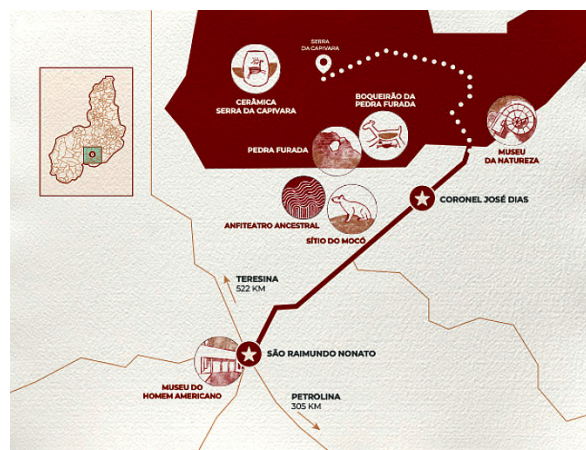 SERRA
DA CAPIVARA
CERÂMICA
SERRA DA CAPIVARA
BOQUEIRÃO DA
PEDRA FURADA
PEDRA FURADA
MUSEU
DA NATUREZA
CORONEL JOSÉ DIAS
ANFITEATRO ANCESTRAL
SÍTIO DO MOCÓ
TERESINA
522 KM
SÃO RAIMUNDO NONATO
MUSEU DO
HOMEM AMERICANO
PETROLINA
305 KM